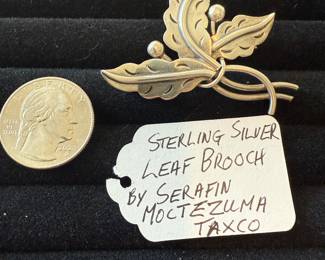 STERLING SILVER
LEAF BROOCH
BY SERAFIN
MOCTEZUMA
TAXCO